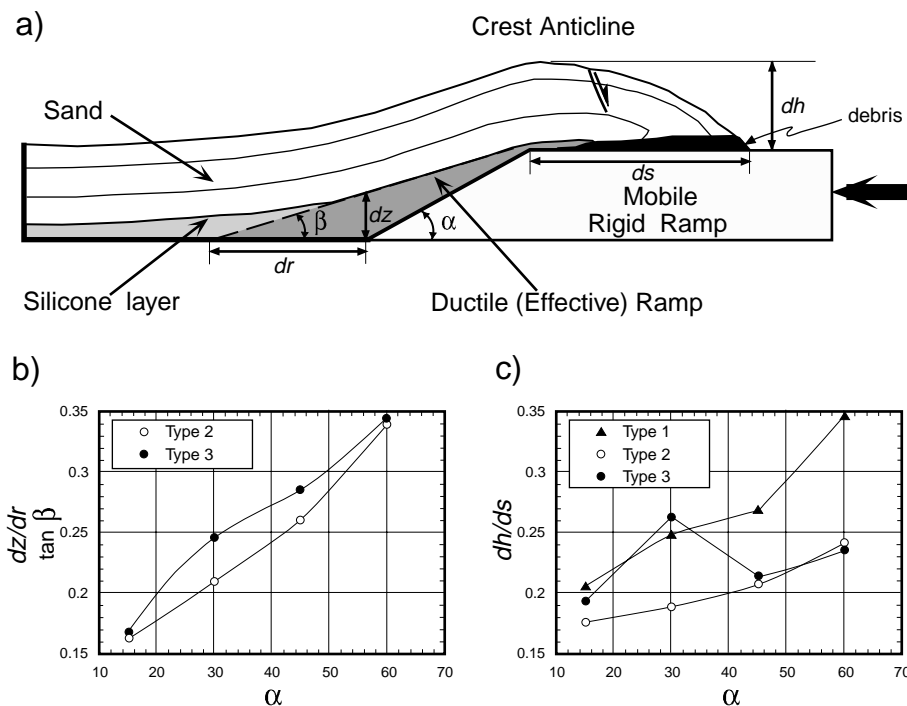 a)
Crest Anticline
Sand
dh
debris
ds
Mobile
Rigid Ramp
β
dz
α
dr
Silicone layer
Ductile (Effective) Ramp
b)
0.35
0.3
0.25
0.2
0.15
dz/dr
tan β
Type 2
Type 3
10 20 30 40 50 60 70
α
c)
0.35
0.3
0.25
0.2
0.15
dh/ds
Type 1
Type 2
Type 3
10 20 30 40 50 60 70
α